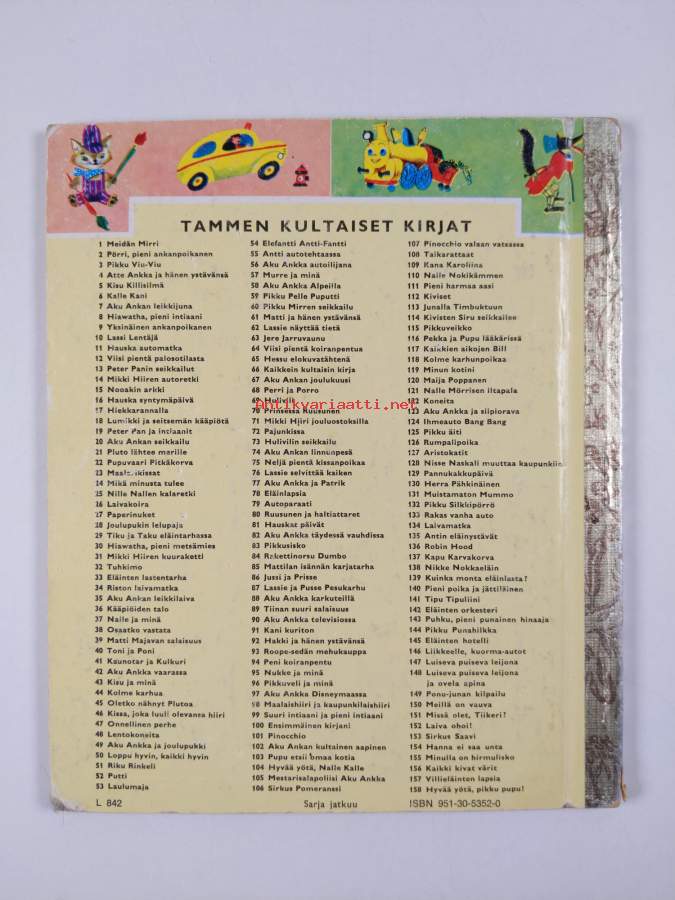 TAMMEN KULTAISET KIRJAT
1 Meidän Mirri
2 Pörri, pieni ankanpoikanen
3 Pikku Viu-Viu
4 Atte Ankka ja hänen ystävänsä
5 Kisu Killisilmä
6 Kalle Kani
7 Aku Ankan leikkijuna
8 Hiawatha, pieni intiaani
9 Yksinäinen ankanpoikanen
10 Lassi Lentäjä
11 Hauska automatka
12 Viisi pientä palosotilasta
13 Peter Panin seikkailut
14 Mikki Hiiren autoretki
15 Nooakin arkki
16 Hauska syntymäpäivä
17 Hiekkarannalla
18 Lumikki ja seitsemän kääpiötä
19 Peter Pan ja intiaanit
20 Aku Ankan seikkailu
21 Pluto lähtee merille
22 Pupuvaari Pitkäkorva
23 Maalarikissat
24 Mikä minusta tulee
25 Nille Nallen kalaretki
26 Laivakoira
27 Paperinuket
28 Joulupukin lelupaja
29 Tiku ja Taku eläintarhassa
30 Hiawatha, pieni metsämies
31 Mikki Hiiren kuuraketti
32 Tuhkimo
33 Eläinten lastentarha
34 Riston laivamatka
35 Aku Ankan leikkilaiva
36 Kääpiöiden talo
37 Nalle ja minä
38 Osaatko vastata
39 Matti Majavan salaisuus
40 Toni ja Poni
41 Kaunotar ja Kulkuri
42 Aku Ankka vaarassa
43 Kisu ja minä
44 Kolme karhua
45 Oletko nähnyt Plutoa
46 Kissa, joka luuli olevansa hiiri
47 Onnellinen perhe
48 Lentokoneita
49 Aku Ankka ja joulupukki
50 Loppu hyvin, kaikki hyvin
51 Riku Rinkeli
52 Putti
53 Laulumaja
54 Elefantti Antti-Fantti
55 Antti autotehtaassa
56 Aku Ankka autoilijana
57 Murre ja minä
58 Aku Ankka Alpeilla
59 Pikku Pelle Puputti
60 Pikku Mirren seikkailu
61 Matti ja hänen ystävänsä
62 Lassie näyttää tietä
63 Jero Jarruvaunu
64 Viisi pientä koiranpentua
65 Hessu elokuvatähtenä
66 Kaikkein kultaisin kirja
67 Aku Ankan joulukuusi
68 Perri ja Porro
69 Hulivili
70 Prinsessa Ruusunen
71 Mikki Hiiri jouluostoksilla
72 Pajunkissa
73 Hulivilin seikkailu
74 Aku Ankan linnunpesä
75 Neljä pientä kissanpoikaa
76 Lassie selvittää kaiken
77 Aku Ankka ja Patrik
78 Eläinlapsia
79 Autoparaati
80 Ruusunen ja haltiattaret
81 Hauskat päivät
82 Aku Ankka täydessä vauhdissa
83 Pikkusisko
84 Rakettinorsu Dumbo
85 Mattilan isännän karjatarha
86 Jussi ja Prisse
87 Lassie ja Pusse Pesukarhu
88 Aku Ankka karkuteillä
89 Tiinan suuri salaisuus
90 Aku Ankka televisiossa
91 Kani kuriton
92 Hakki ja hänen ystävänsä
93 Roope-sedän mehukauppa
94 Peni koiranpentu
95 Nukke ja minä
96 Pikkuveli ja minä
97 Aku Ankka Disneymaassa
98 Maalaishiiri ja kaupunkilaishiiri
99 Suuri intiaani ja pieni intiaani
100 Ensimmäinen kirjani
101 Pinocchio
102 Aku Ankan kultainen aapinen
103 Pupu etsii omaa kotia
104 Hyvää yötä, Nalle Kalle
105 Mestarisalapoliisi Aku Ankka
106 Sirkus Pomeranssi
107 Pinocchio valaan vatsassa
108 Taikarattaat
109 Kana Karoliina
110 Nalle Nokikämmen
111 Pieni harmaa aasi
112 Kiviset
113 Junalla Timbuktuun
114 Kivisten Siru seikkailee
115 Pikkuveikko
116 Pekka ja Pupu lääkärissä
117 Kaikkien aikojen Bill
118 Kolme karhunpoikaa
119 Minun kotini
120 Maija Poppanen
121 Nalle Mörrisen iltapala
122 Koneita
123 Aku Ankka ja siipiorava
124 Ihmeauto Bang Bang
125 Pikku äiti
126 Rumpalipoika
127 Aristokatit
128 Nisse Naskali muuttaa kaupunkiin
129 Pannukakkupäivä
130 Herra Pähkinäinen
131 Muistamaton Mummo
132 Pikku Silkkipörrö
133 Rakas vanha auto
134 Laivamatka
135 Antin eläinystävät
136 Robin Hood
137 Kapu Karvakorva
138 Nikke Nokkaeläin
139 Kuinka monta eläinlasta?
140 Pieni poika ja jättiläinen
141 Tipu Tipuliini
142 Eläinten orkesteri
143 Puhku, pieni punainen hinaaja
144 Pikku Punahilkka
145 Eläinten hotelli
146 Liikkeelle, kuorma-autot
147 Luiseva puiseva leijona
148 Luiseva puiseva leijona
ja ovela apina
149 Ponu-junan kilpailu
150 Meillä on vauva
151 Missä olet, Tiikeri?
152 Laiva ohoi!
153 Sirkus Saavi
154 Hanna ei saa unta
155 Minulla on hirmulisko
156 Kaikki kivat värit
157 Villieläinten lapsia
158 Hyvää yötä, pikku pupu!
L 842
Sarja jatkuu
ISBN 951-30-5352-0
Antikvariaatti.net